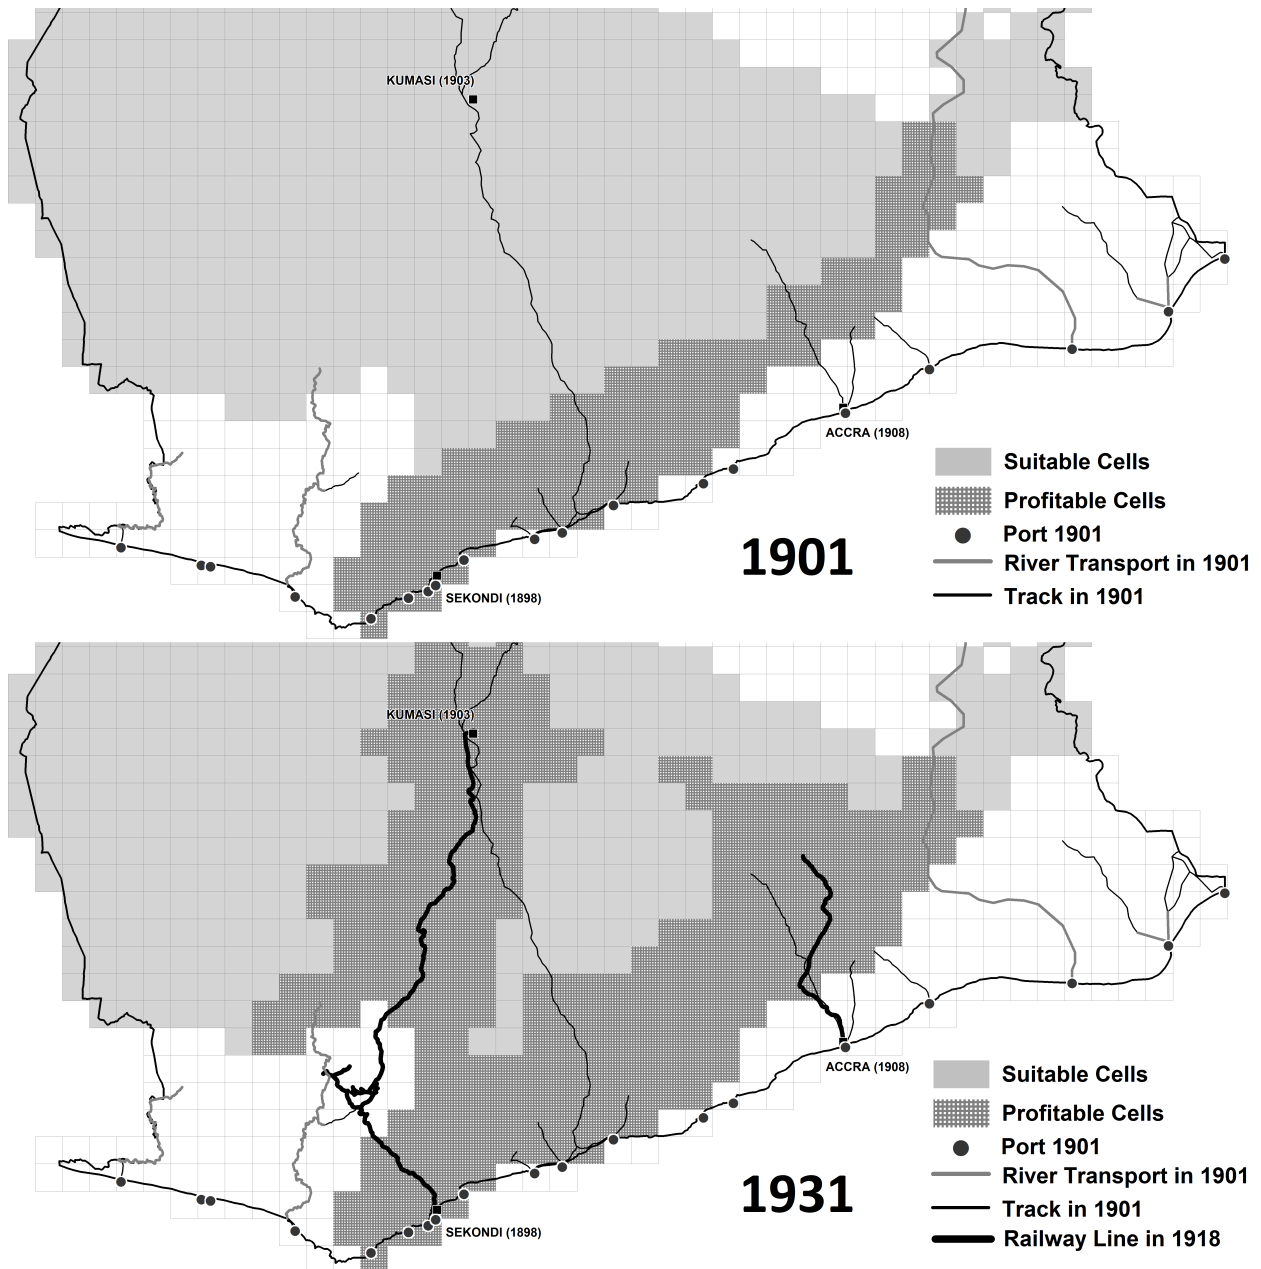 KUMASI (1903)
ACCRA (1908)
Suitable Cells
Profitable Cells
Port 1901
River Transport in 1901
Track in 1901
1901
SEKONDI (1898)
KUMASI (1903)
ACCRA (1908)
Suitable Cells
Profitable Cells
Port 1901
River Transport in 1901
Track in 1901
Railway Line in 1918
1931
SEKONDI (1898)